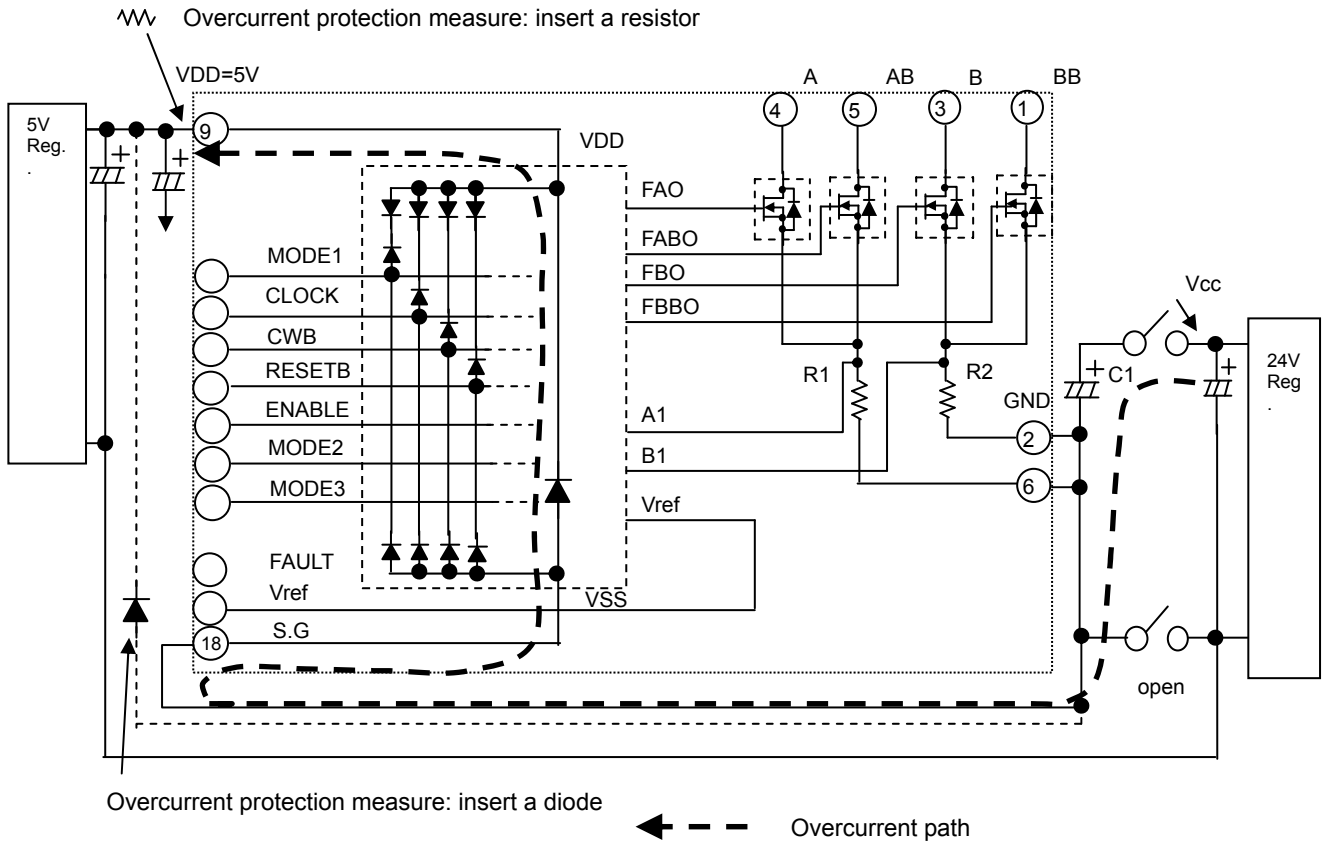 Overcurrent protection measure: insert a resistor
VDD=5V
A
AB
B
BB
4
5
3
1
5V
Reg.
.
9
VDD
FAO
FABO
FBO
FBBO
MODE1
CLOCK
CWB
RESETB
ENABLE
MODE2
MODE3
FAULT
Vref
S.G
18
VSS
A1
B1
Vref
R1
R2
GND
2
6
Vcc
C1
24V
Reg
.
+
+
+
+
open
Overcurrent protection measure: insert a diode
Overcurrent path